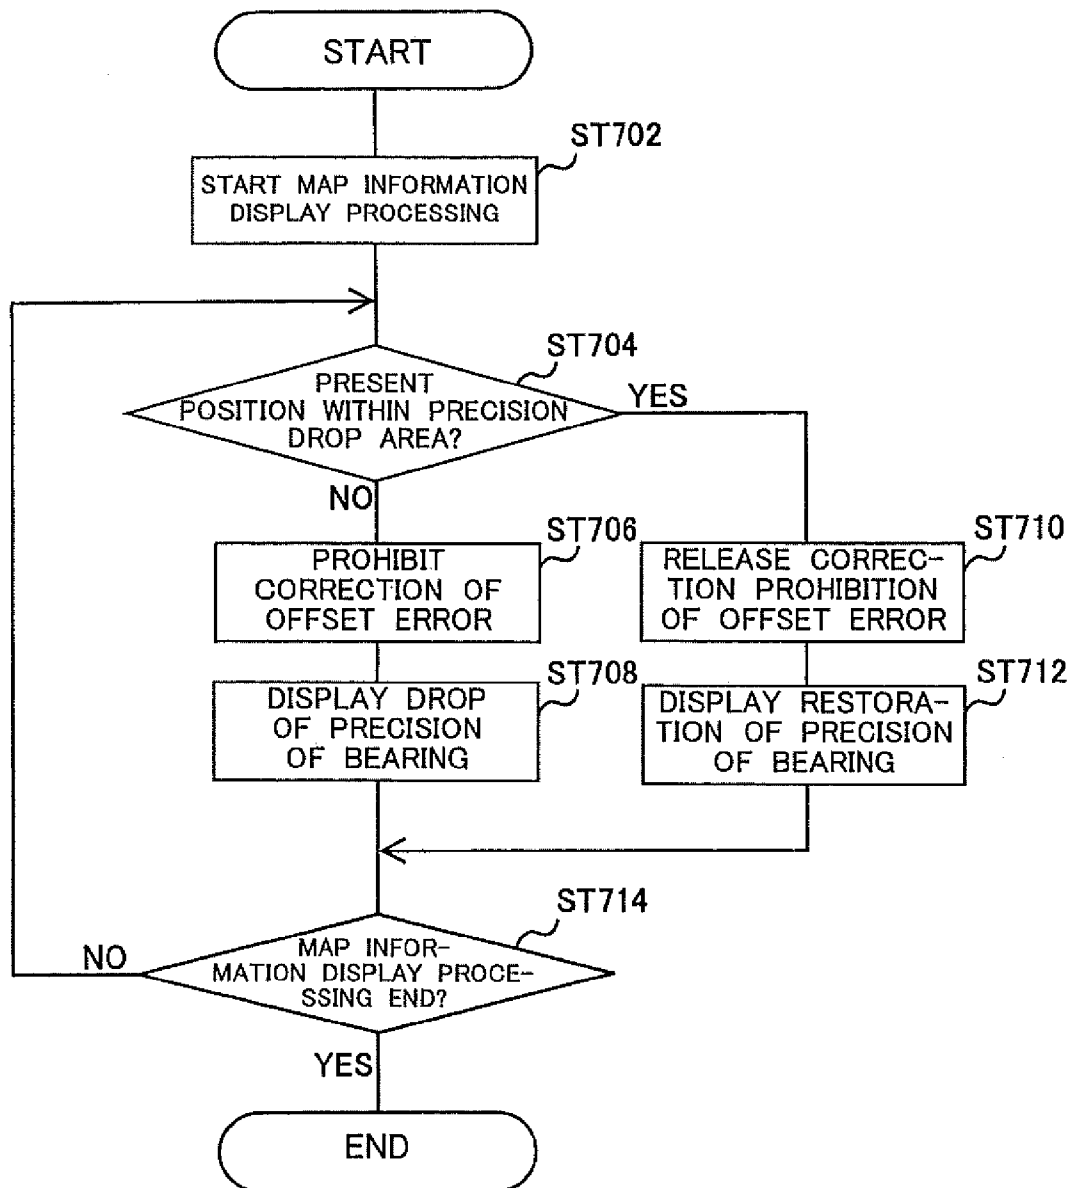 START
ST702
START MAP INFORMATION
DISPLAY PROCESSING
ST704
PRESENT
POSITION WITHIN PRECISION
DROP AREA?
YES
NO
ST706
PROHIBIT
CORRECTION OF
OFFSET ERROR
ST710
RELEASE CORREC-
TION PROHIBITION
OF OFFSET ERROR
ST708
DISPLAY DROP
OF PRECISION
OF BEARING
ST712
DISPLAY RESTORA-
TION OF PRECISION
OF BEARING
ST714
MAP INFOR-
MATION DISPLAY PROCE-
SSING END?
NO
YES
END